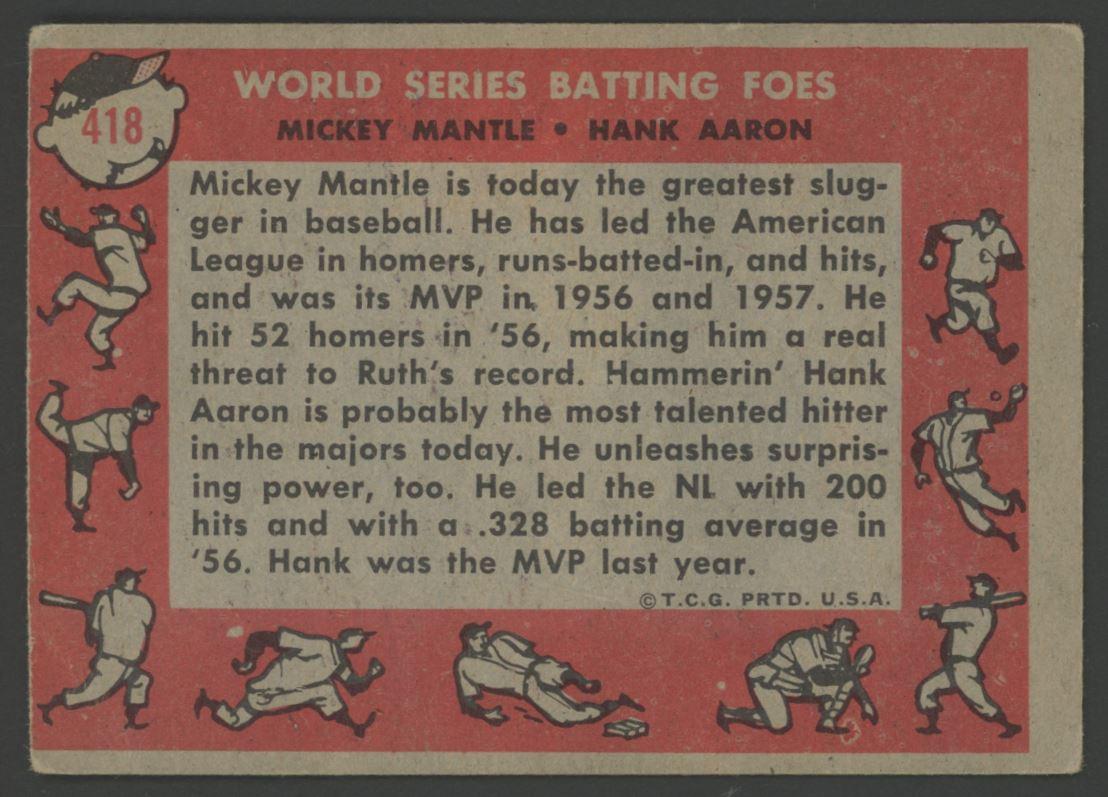 418
WORLD SERIES BATTING FOES
MICKEY MANTLE • HANK AARON
Mickey Mantle is today the greatest slug-
ger in baseball. He has led the American
League in homers, runs-batted-in, and hits,
and was its MVP in 1956 and 1957. He
hit 52 homers in '56, making him a real
threat to Ruth's record. Hammerin' Hank
Aaron is probably the most talented hitter
in the majors today. He unleashes surpris-
ing power, too. He led the NL with 200
hits and with a .328 batting average in
'56. Hank was the MVP last year.
© T.C.G. PRTD. U.S.A.